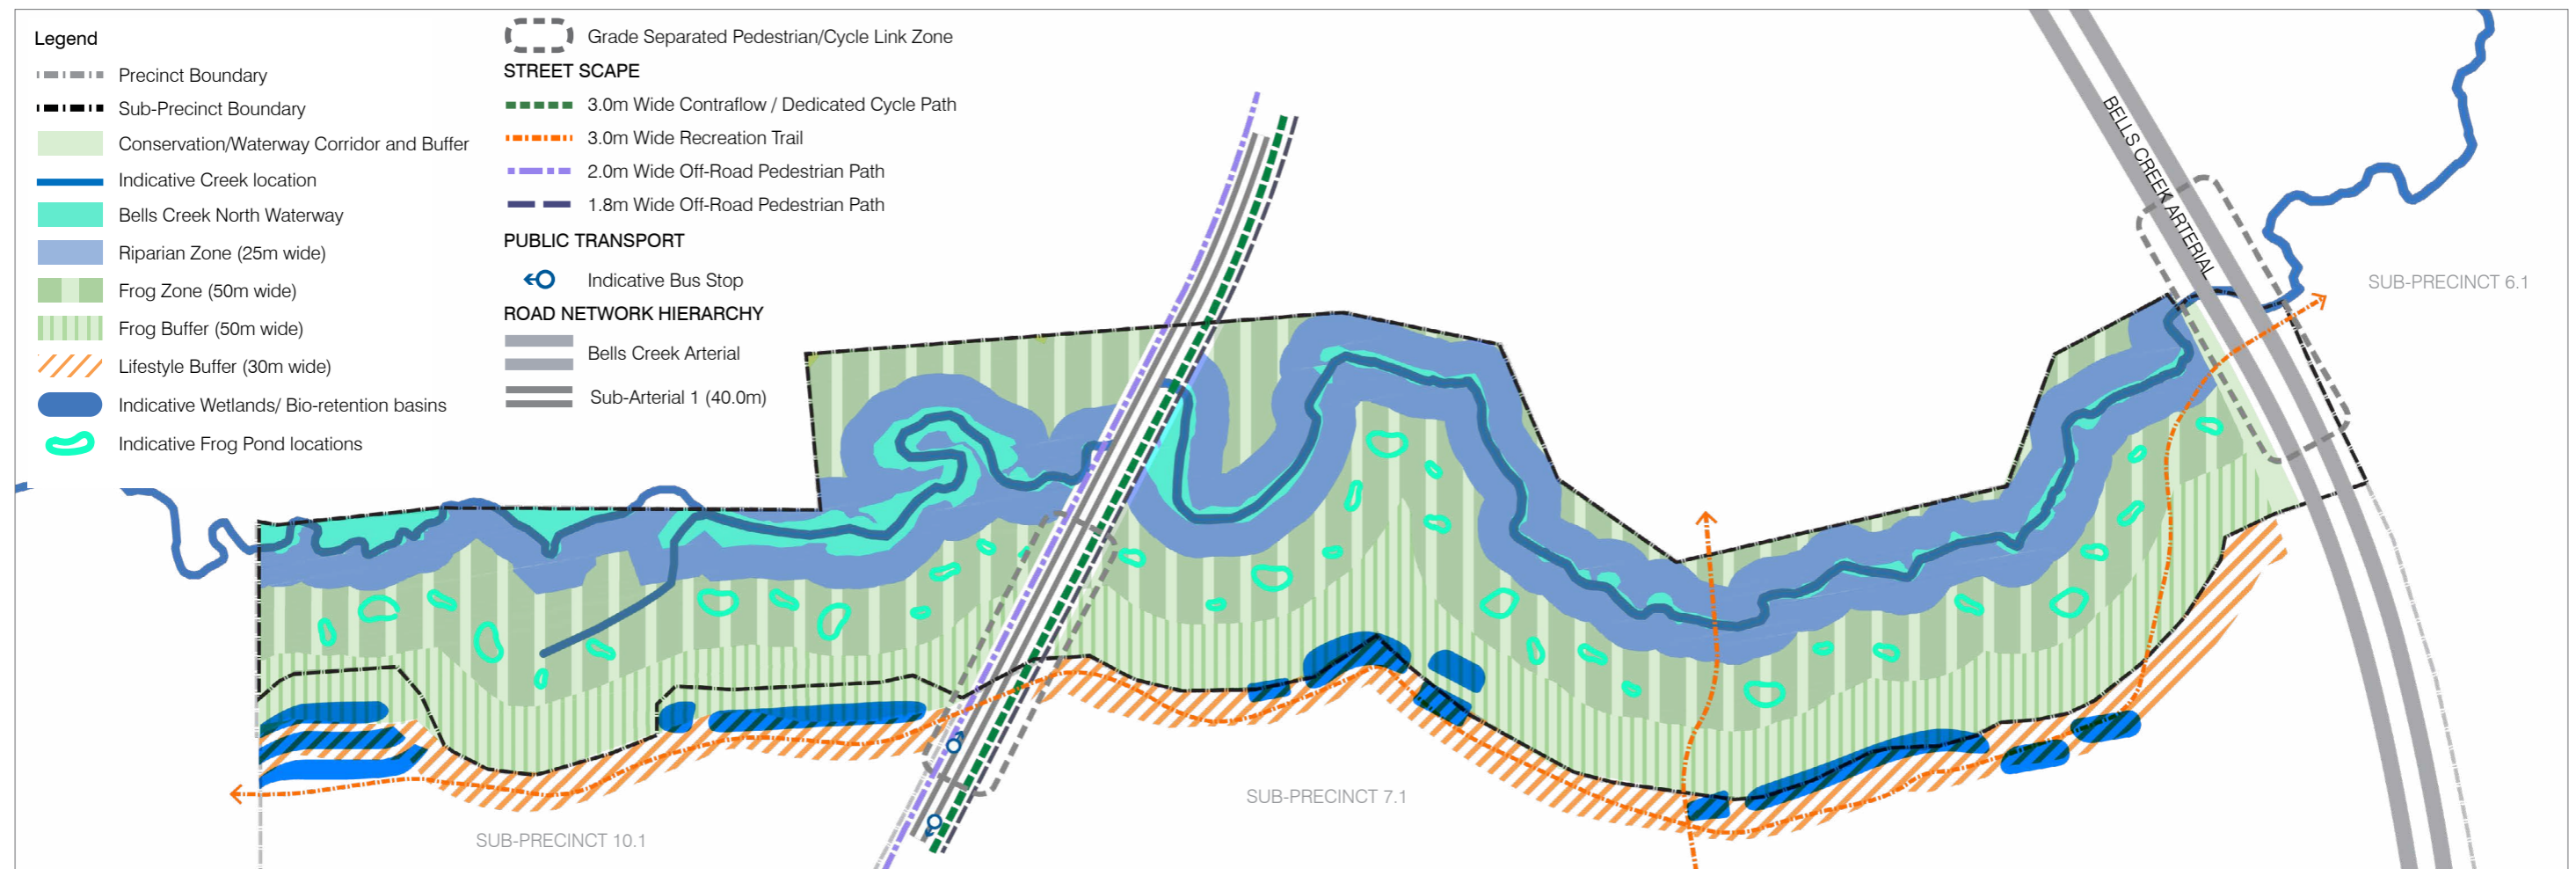 Legend
Precinct Boundary
Sub-Precinct Boundary
Conservation/Waterway Corridor and Buffer
Indicative Creek location
Bells Creek North Waterway
Riparian Zone (25m wide)
Frog Zone (50m wide)
Frog Buffer (50m wide)
Lifestyle Buffer (30m wide)
Indicative Wetlands/ Bio-retention basins
Indicative Frog Pond locations
Grade Separated Pedestrian/Cycle Link Zone
STREET SCAPE
3.0m Wide Contraflow / Dedicated Cycle Path
3.0m Wide Recreation Trail
2.0m Wide Off-Road Pedestrian Path
1.8m Wide Off-Road Pedestrian Path
PUBLIC TRANSPORT
Indicative Bus Stop
ROAD NETWORK HIERARCHY
Bells Creek Arterial
Sub-Arterial 1 (40.0m)
BELLS CREEK ARTERIAL
SUB-PRECINCT 6.1
SUB-PRECINCT 7.1
SUB-PRECINCT 10.1